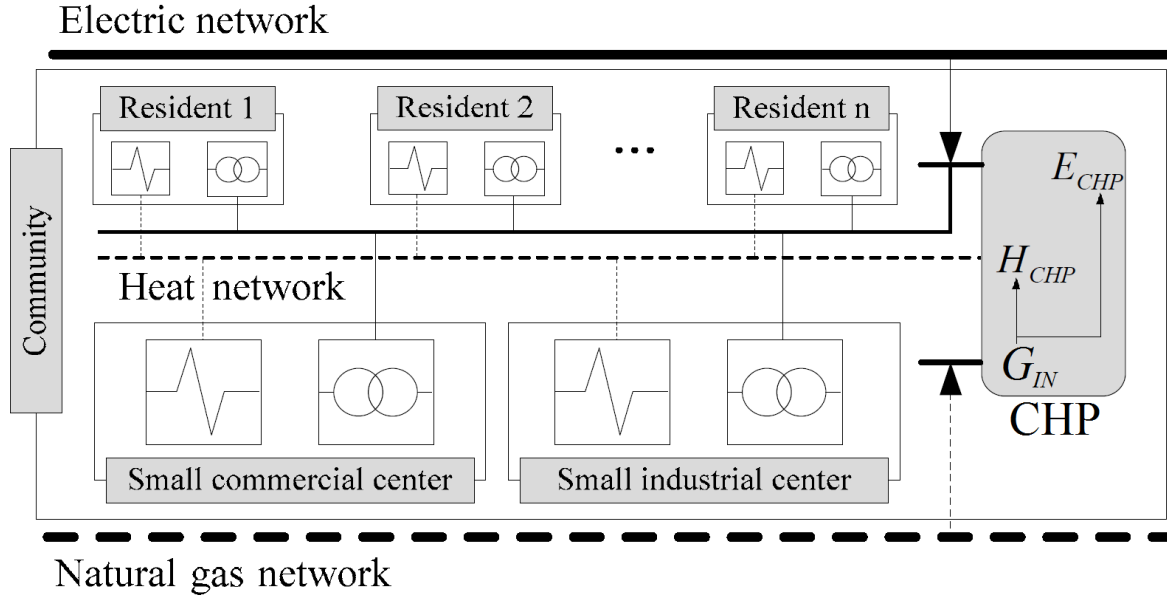 Electric network
Resident 1
Resident 2
...
Resident n
Community
E_CHP
Heat network
H_CHP
G_IN
CHP
Small commercial center
Small industrial center
Natural gas network